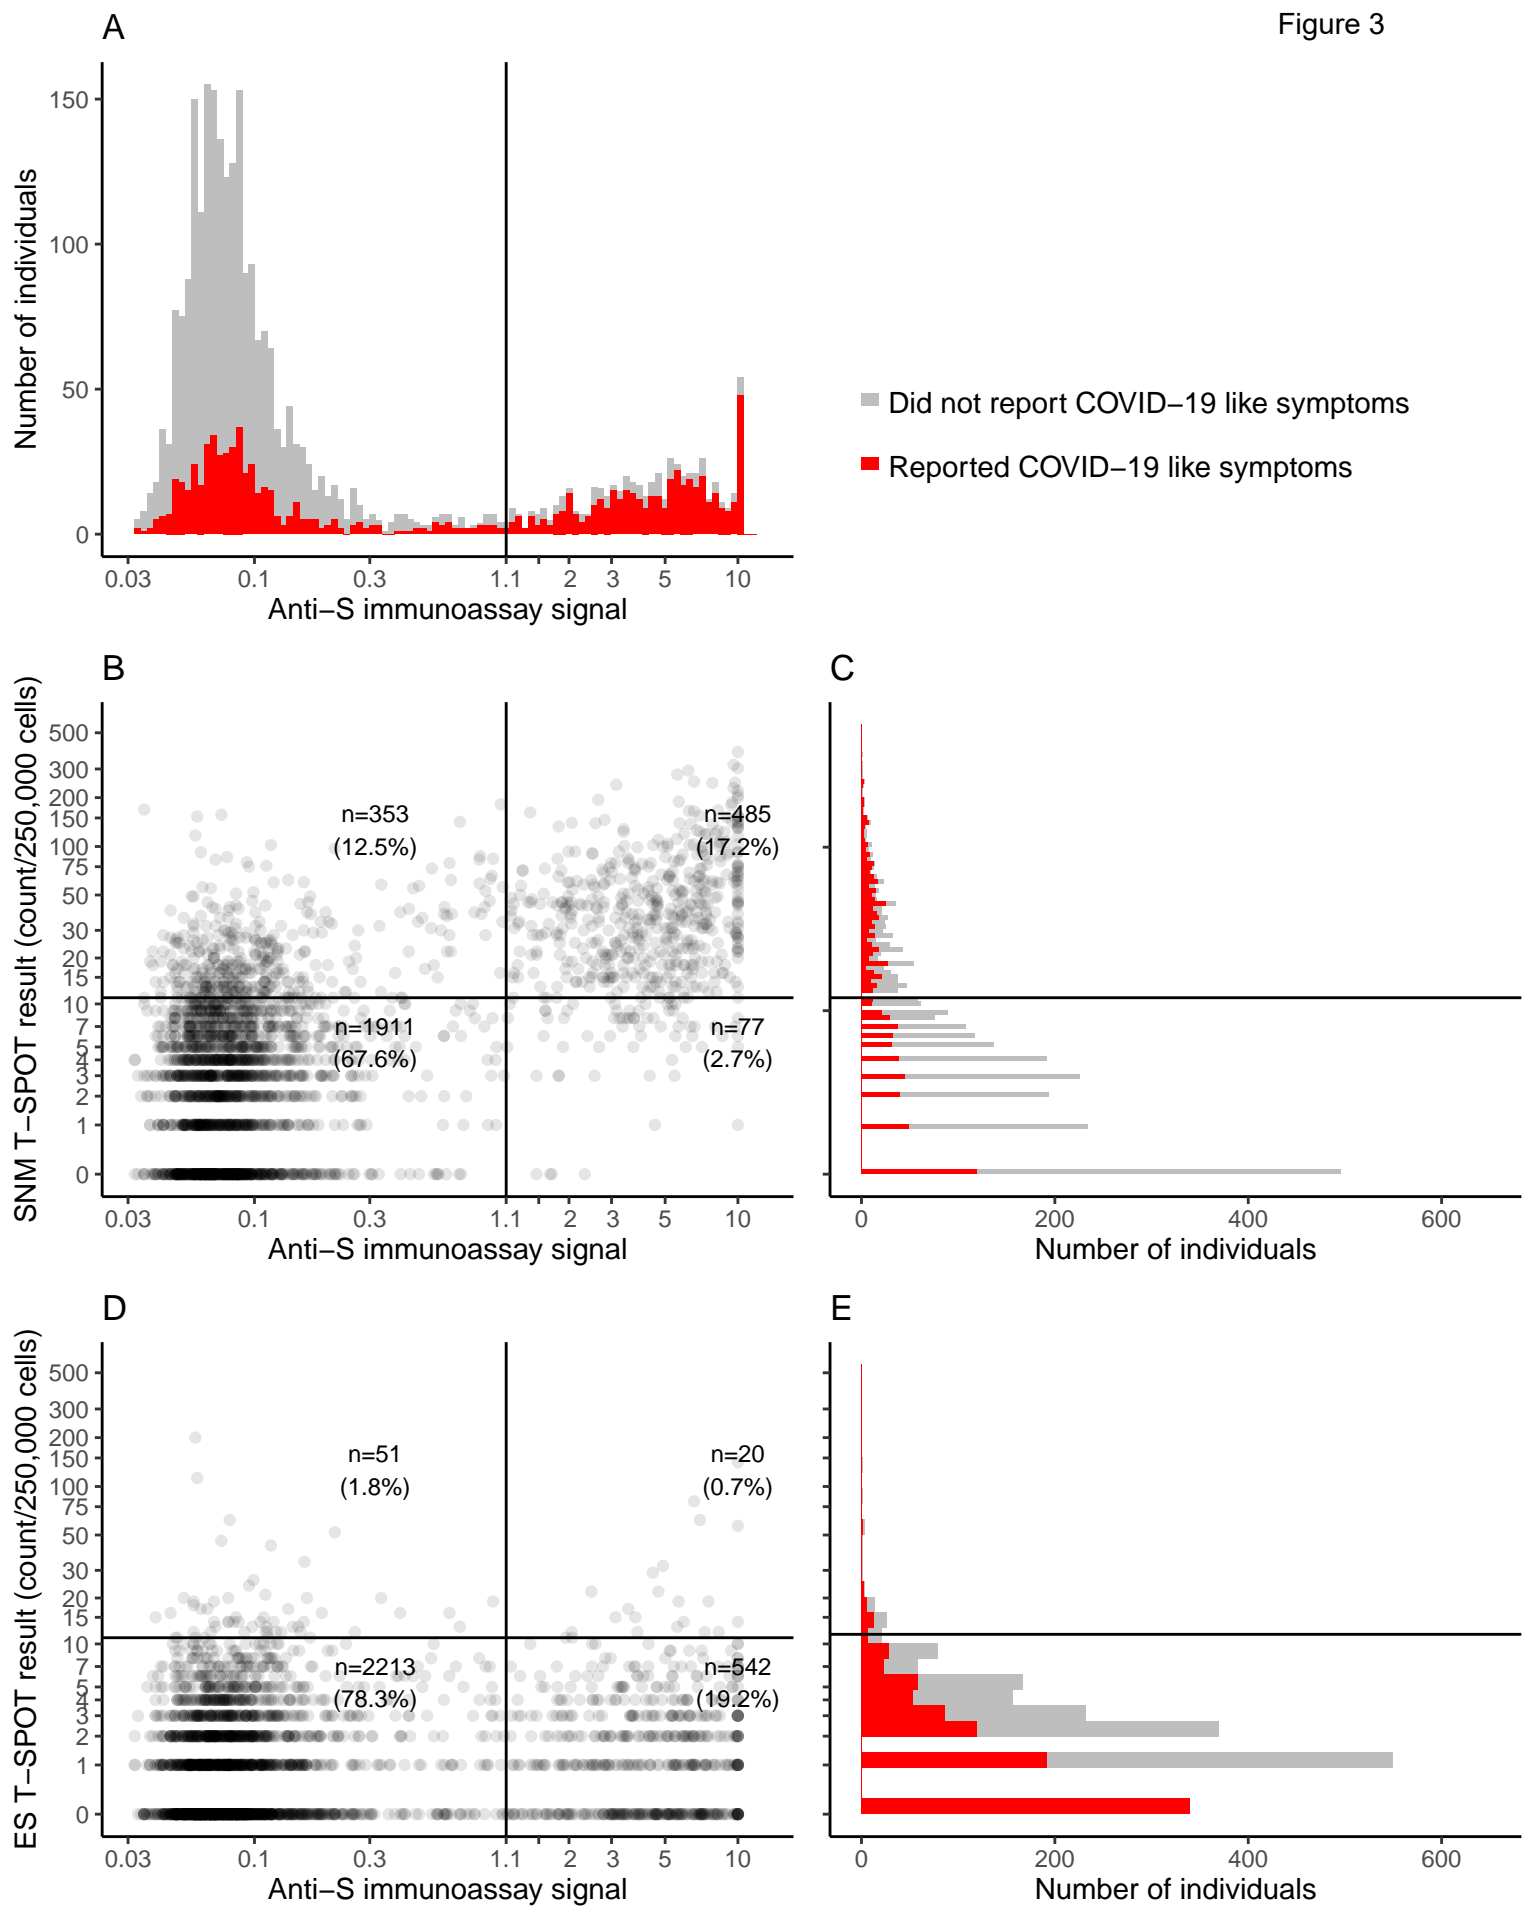 Figure 3
A
Number of individuals
150
100
50
0
0.03 0.1 0.3 1.1 2 3 5 10
Anti−S immunoassay signal
Did not report COVID−19 like symptoms
Reported COVID−19 like symptoms
B
SNM T−SPOT result (count/250,000 cells)
500
300
200
150
100
75
50
30
20
15
10
7
5
4
3
2
1
0
n=353
(12.5%)
n=485
(17.2%)
n=1911
(67.6%)
n=77
(2.7%)
0.03 0.1 0.3 1.1 2 3 5 10
Anti−S immunoassay signal
C
0 200 400 600
Number of individuals
D
ES T−SPOT result (count/250,000 cells)
500
300
200
150
100
75
50
30
20
15
10
7
5
4
3
2
1
0
n=51
(1.8%)
n=20
(0.7%)
n=2213
(78.3%)
n=542
(19.2%)
0.03 0.1 0.3 1.1 2 3 5 10
Anti−S immunoassay signal
E
0 200 400 600
Number of individuals